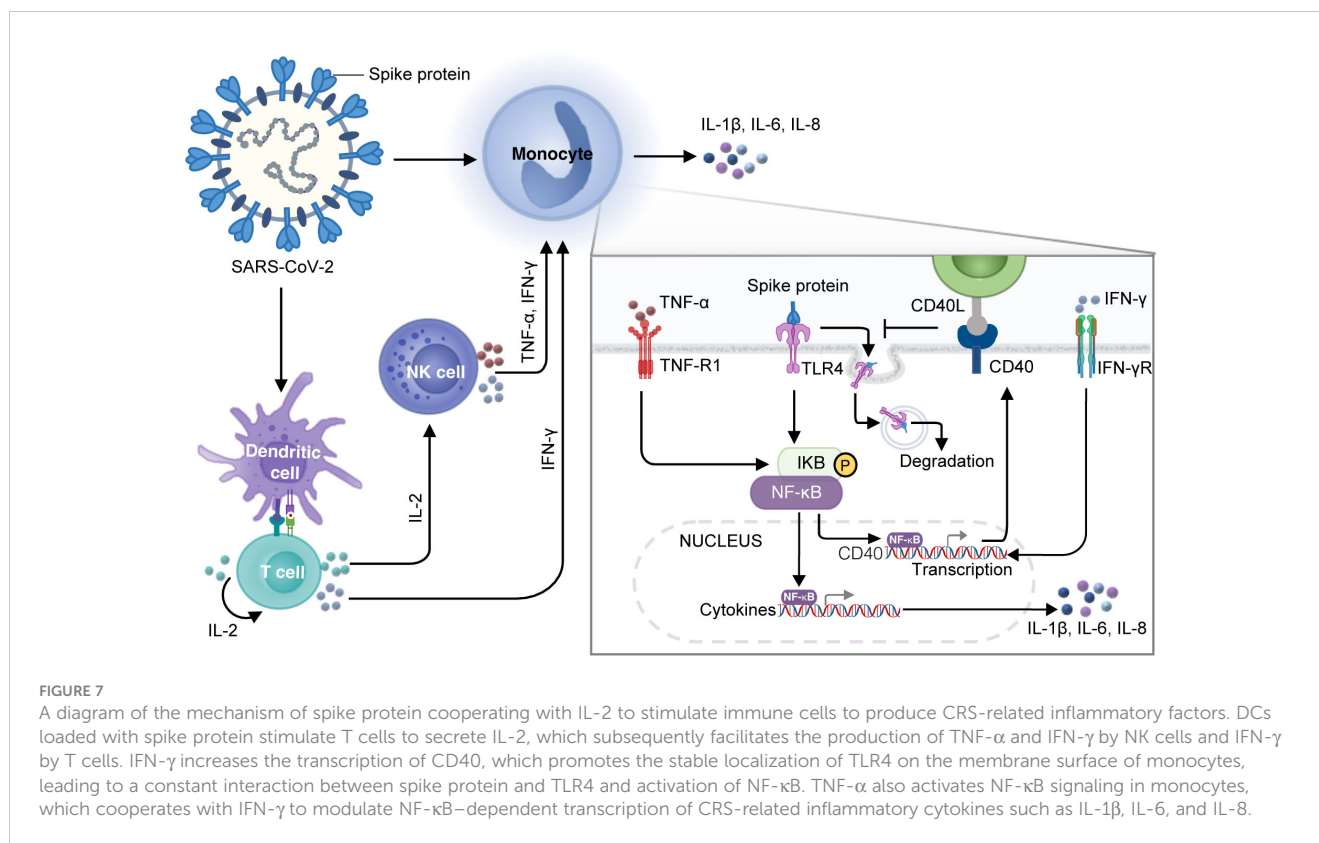 Spike protein
Monocyte
IL-1β, IL-6, IL-8
SARS-CoV-2
TNF-α, IFN-γ
IFN-γ
NK cell
IL-2
Dendritic
cell
T cell
IL-2
TNF-α
Spike protein
CD40L
IFN-γ
TNF-R1
TLR4
CD40
IFN-γR
Degradation
IKB
P
NF-κB
NUCLEUS
CD40
NF-κB
Transcription
Cytokines
NF-κB
IL-1β, IL-6, IL-8
FIGURE 7
A diagram of the mechanism of spike protein cooperating with IL-2 to stimulate immune cells to produce CRS-related inflammatory factors. DCs
loaded with spike protein stimulate T cells to secrete IL-2, which subsequently facilitates the production of TNF-α and IFN-γ by NK cells and IFN-γ
by T cells. IFN-γ increases the transcription of CD40, which promotes the stable localization of TLR4 on the membrane surface of monocytes,
leading to a constant interaction between spike protein and TLR4 and activation of NF-κB. TNF-α also activates NF-κB signaling in monocytes,
which cooperates with IFN-γ to modulate NF-κB–dependent transcription of CRS-related inflammatory cytokines such as IL-1β, IL-6, and IL-8.